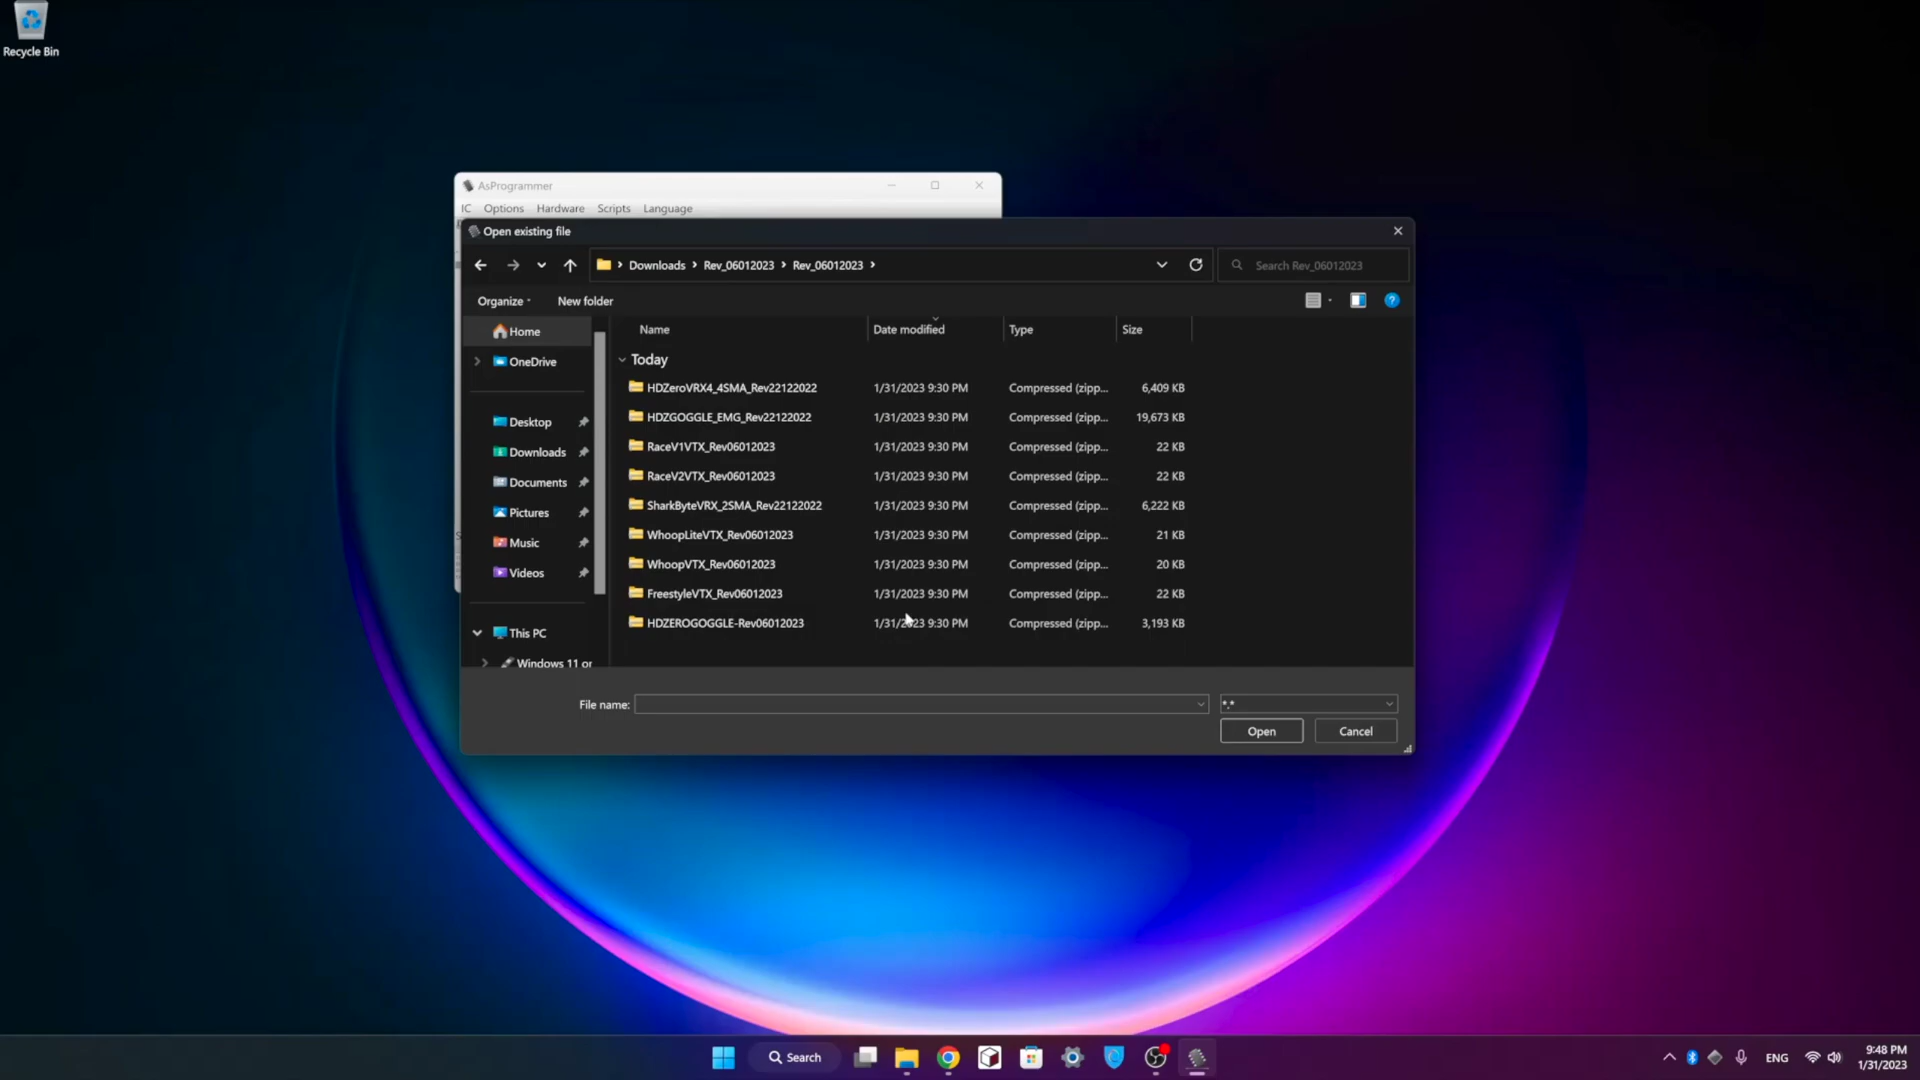 Recycle Bin
AsProgrammer
IC Options Hardware Scripts Language
Open existing file
Downloads Rev_06012023 Rev_06012023
Search Rev_06012023
Organize New folder
Name Date modified Type Size
Home
OneDrive
Desktop
Downloads
Documents
Pictures
Music
Videos
This PC
Windows 11 or
Today
HDZeroVRX4_4SMA_Rev22122022 1/31/2023 9:30 PM Compressed (zipp... 6,409 KB
HDZGOGGLE_EMG_Rev22122022 1/31/2023 9:30 PM Compressed (zipp... 19,673 KB
RaceV1VTX_Rev06012023 1/31/2023 9:30 PM Compressed (zipp... 22 KB
RaceV2VTX_Rev06012023 1/31/2023 9:30 PM Compressed (zipp... 22 KB
SharkByteVRX_2SMA_Rev22122022 1/31/2023 9:30 PM Compressed (zipp... 6,222 KB
WhoopLiteVTX_Rev06012023 1/31/2023 9:30 PM Compressed (zipp... 21 KB
WhoopVTX_Rev06012023 1/31/2023 9:30 PM Compressed (zipp... 20 KB
FreestyleVTX_Rev06012023 1/31/2023 9:30 PM Compressed (zipp... 22 KB
HDZEROGOGGLE-Rev06012023 1/31/2023 9:30 PM Compressed (zipp... 3,193 KB
File name: *.*
Open Cancel
Search
ENG
9:48 PM
1/31/2023